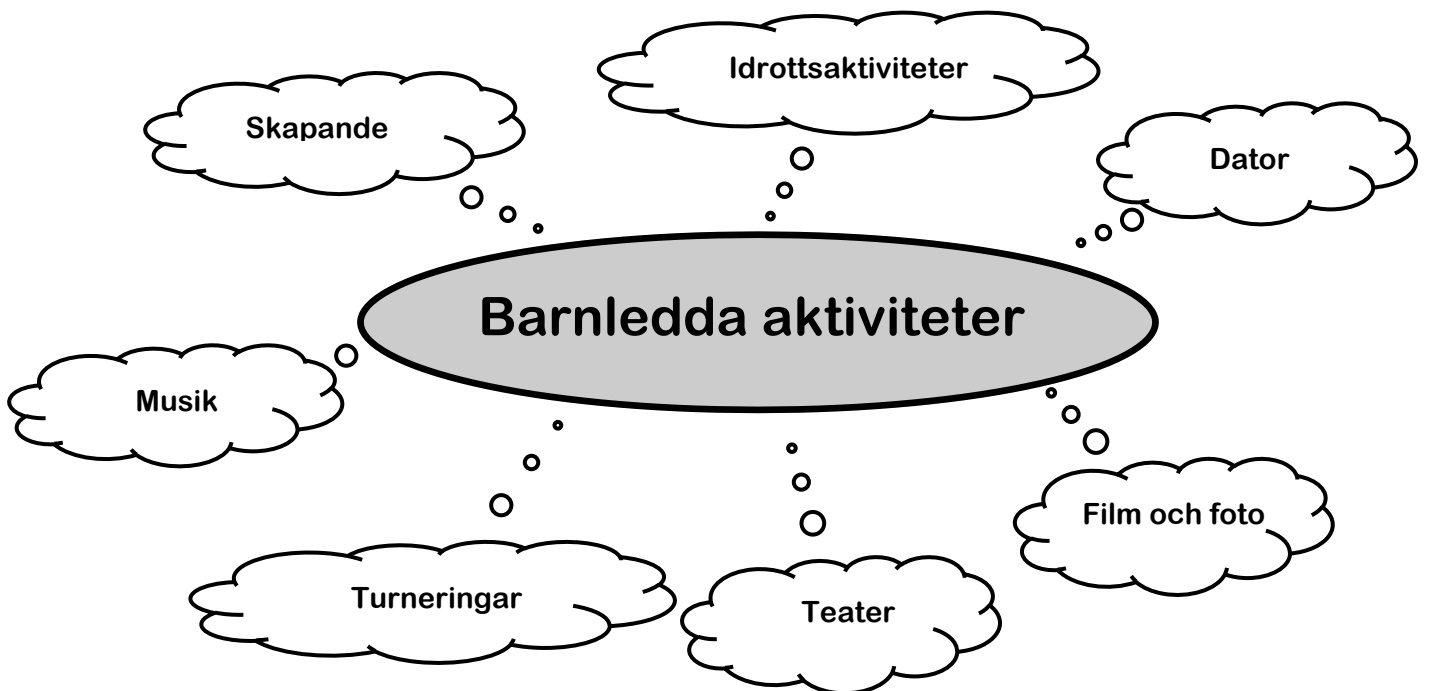 Idrottsaktiviteter
Skapande
Dator
Barnledda aktiviteter
Musik
Film och foto
Turneringar
Teater